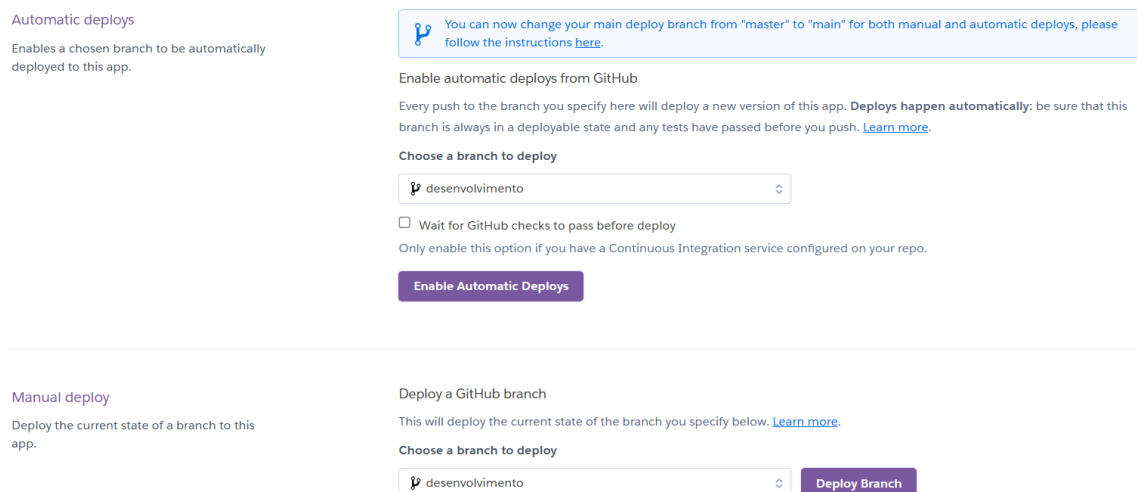 Automatic deploys
Enables a chosen branch to be automatically
deployed to this app.
You can now change your main deploy branch from "master" to "main" for both manual and automatic deploys, please
follow the instructions here.
Enable automatic deploys from GitHub
Every push to the branch you specify here will deploy a new version of this app. Deploys happen automatically: be sure that this
branch is always in a deployable state and any tests have passed before you push. Learn more.
Choose a branch to deploy
desenvolvimento
Wait for GitHub checks to pass before deploy
Only enable this option if you have a Continuous Integration service configured on your repo.
Enable Automatic Deploys
Manual deploy
Deploy the current state of a branch to this
app.
Deploy a GitHub branch
This will deploy the current state of the branch you specify below. Learn more.
Choose a branch to deploy
desenvolvimento
Deploy Branch